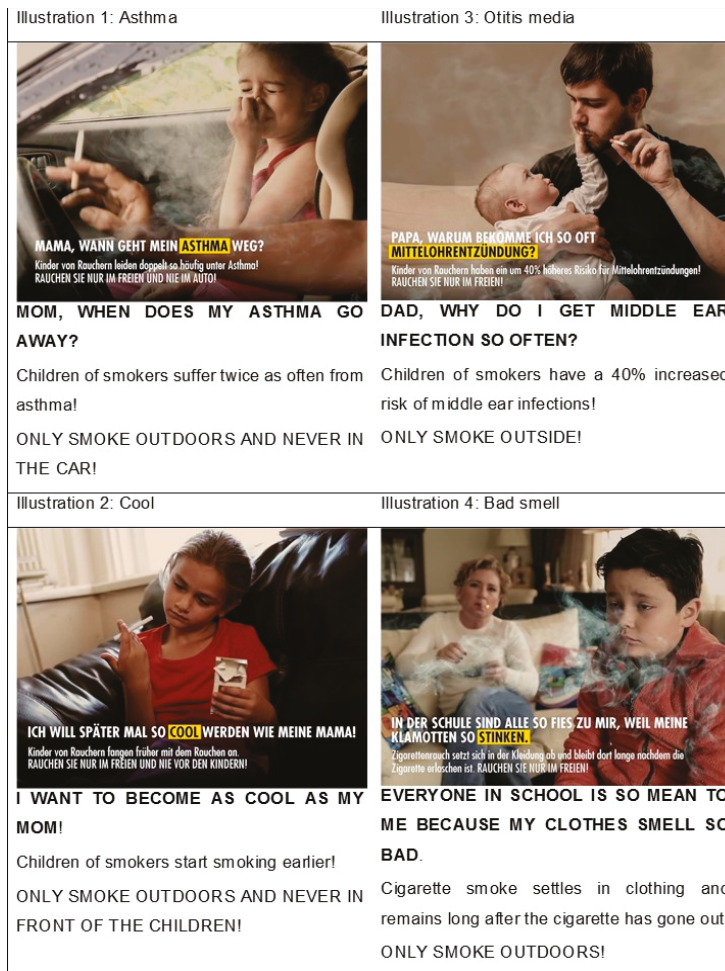 Illustration 1: Asthma
MAMA, WANN GEHT MEIN ASTHMA WEG?
Kinder von Rauchern leiden doppelt so häufig unter Asthma!
RAUCHEN SIE NUR IM FREIEN UND NIE IM AUTO!
MOM, WHEN DOES MY ASTHMA GO
AWAY?
Children of smokers suffer twice as often from
asthma!
ONLY SMOKE OUTDOORS AND NEVER IN
THE CAR!
Illustration 3: Otitis media
PAPA, WARUM BEKOMME ICH SO OFT
MITTELOHRENTZÜNDUNG?
Kinder von Rauchern haben ein um 40% höheres Risiko für Mittelohrentzündungen!
RAUCHEN SIE NUR IM FREIEN!
DAD, WHY DO I GET MIDDLE EAR
INFECTION SO OFTEN?
Children of smokers have a 40% increased
risk of middle ear infections!
ONLY SMOKE OUTSIDE!
Illustration 2: Cool
ICH WILL SPÄTER MAL SO COOL WERDEN WIE MEINE MAMA!
Kinder von Rauchern fangen früher mit dem Rauchen an.
RAUCHEN SIE NUR IM FREIEN UND NIE VOR DEN KINDERN!
I WANT TO BECOME AS COOL AS MY
MOM!
Children of smokers start smoking earlier!
ONLY SMOKE OUTDOORS AND NEVER IN
FRONT OF THE CHILDREN!
Illustration 4: Bad smell
IN DER SCHULE SIND ALLE SO FIES ZU MIR, WEIL MEINE
KLAMOTTEN SO STINKEN.
Zigarettenrauch setzt sich in der Kleidung ab und bleibt dort lange nachdem die
Zigarette erloschen ist. RAUCHEN SIE NUR IM FREIEN!
EVERYONE IN SCHOOL IS SO MEAN TO
ME BECAUSE MY CLOTHES SMELL SO
BAD.
Cigarette smoke settles in clothing and
remains long after the cigarette has gone out
ONLY SMOKE OUTDOORS!